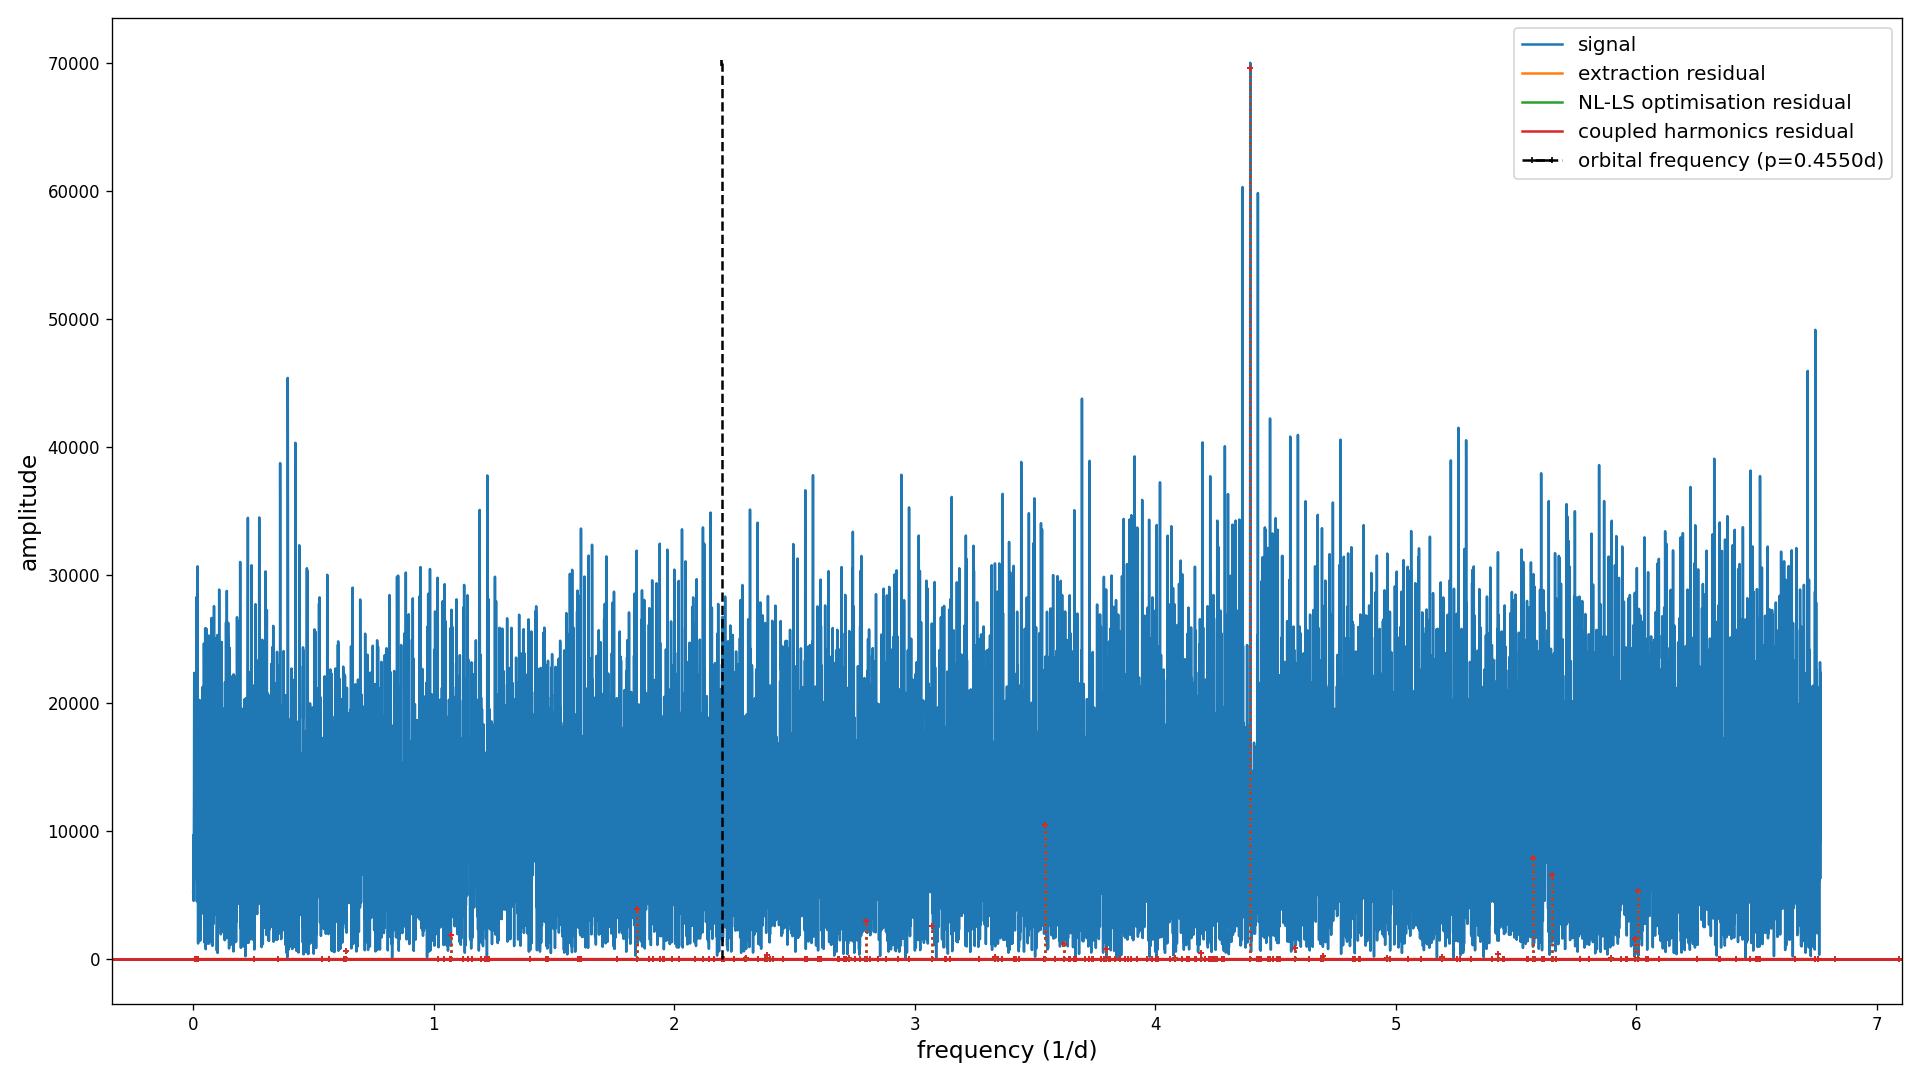 70000
60000
50000
40000
30000
20000
10000
0
amplitude
signal
extraction residual
NL-LS optimisation residual
coupled harmonics residual
orbital frequency (p=0.4550d)
0 1 2 3 4 5 6 7
frequency (1/d)